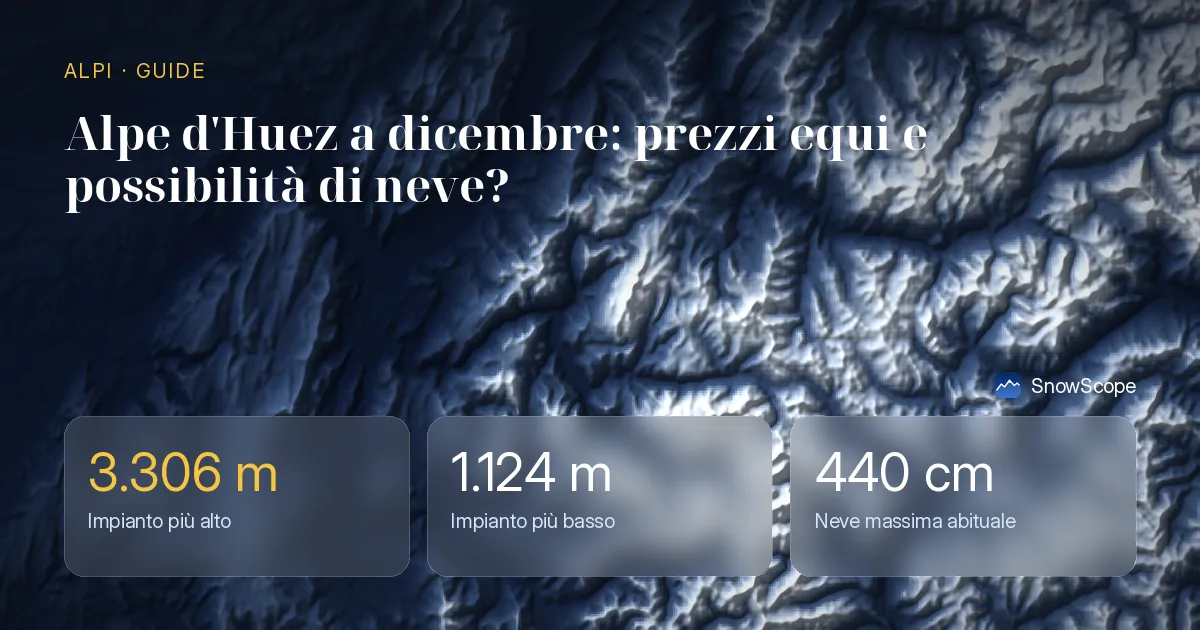 ALPI · GUIDE
Alpe d'Huez a dicembre: prezzi equi e
possibilità di neve?
SnowScope
3.306 m
Impianto più alto
1.124 m
Impianto più basso
440 cm
Neve massima abituale